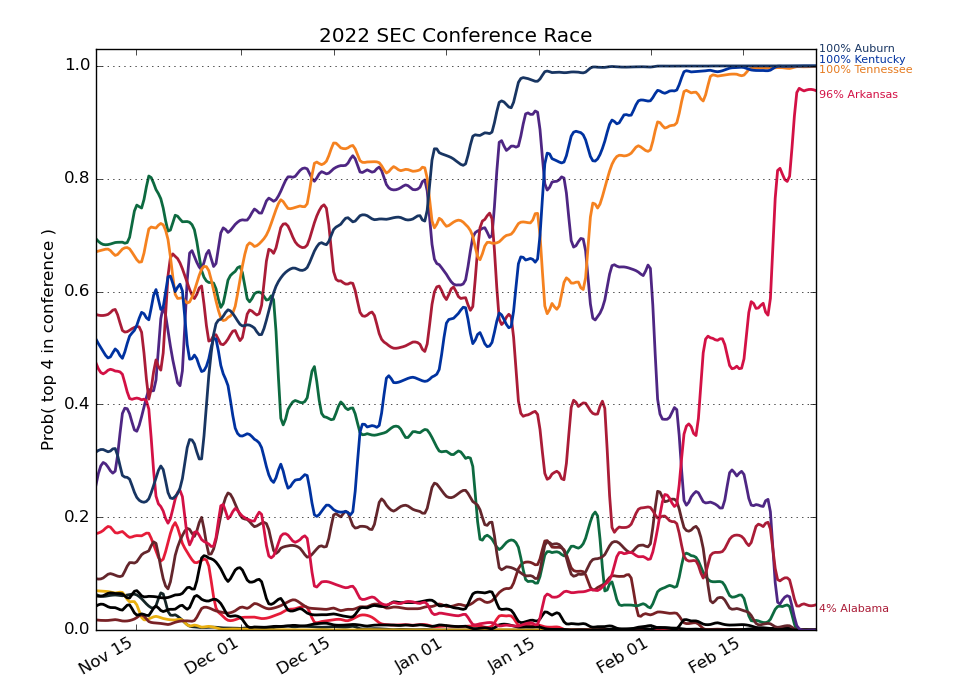 2022 SEC Conference Race
100% Auburn
100% Kentucky
100% Tennessee
96% Arkansas
4% Alabama
Prob( top 4 in conference )
1.0
0.8
0.6
0.4
0.2
0.0
Nov 15
Dec 01
Dec 15
Jan 01
Jan 15
Feb 01
Feb 15